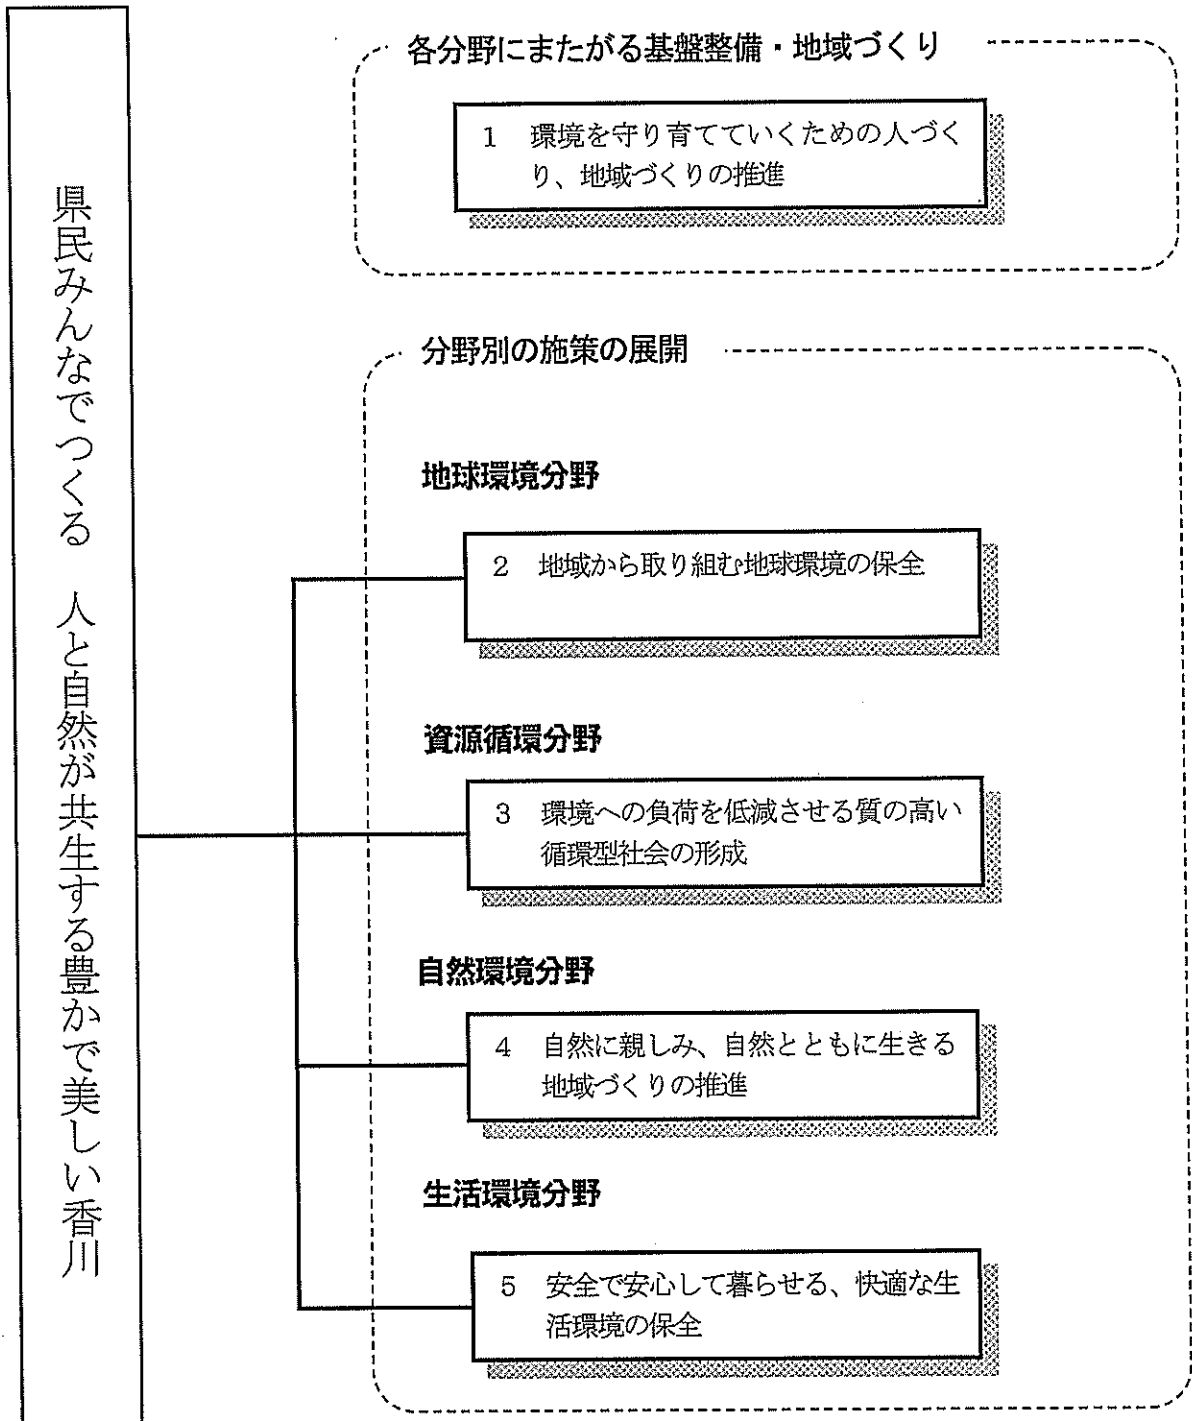 県民みんなでつくる 人と自然が共生する豊かで美しい香川
各分野にまたがる基盤整備・地域づくり
1 環境を守り育てていくための人づく
り、地域づくりの推進
分野別の施策の展開
地球環境分野
2 地域から取り組む地球環境の保全
資源循環分野
3 環境への負荷を低減させる質の高い
循環型社会の形成
自然環境分野
4 自然に親しみ、自然とともに生きる
地域づくりの推進
生活環境分野
5 安全で安心して暮らせる、快適な生
活環境の保全